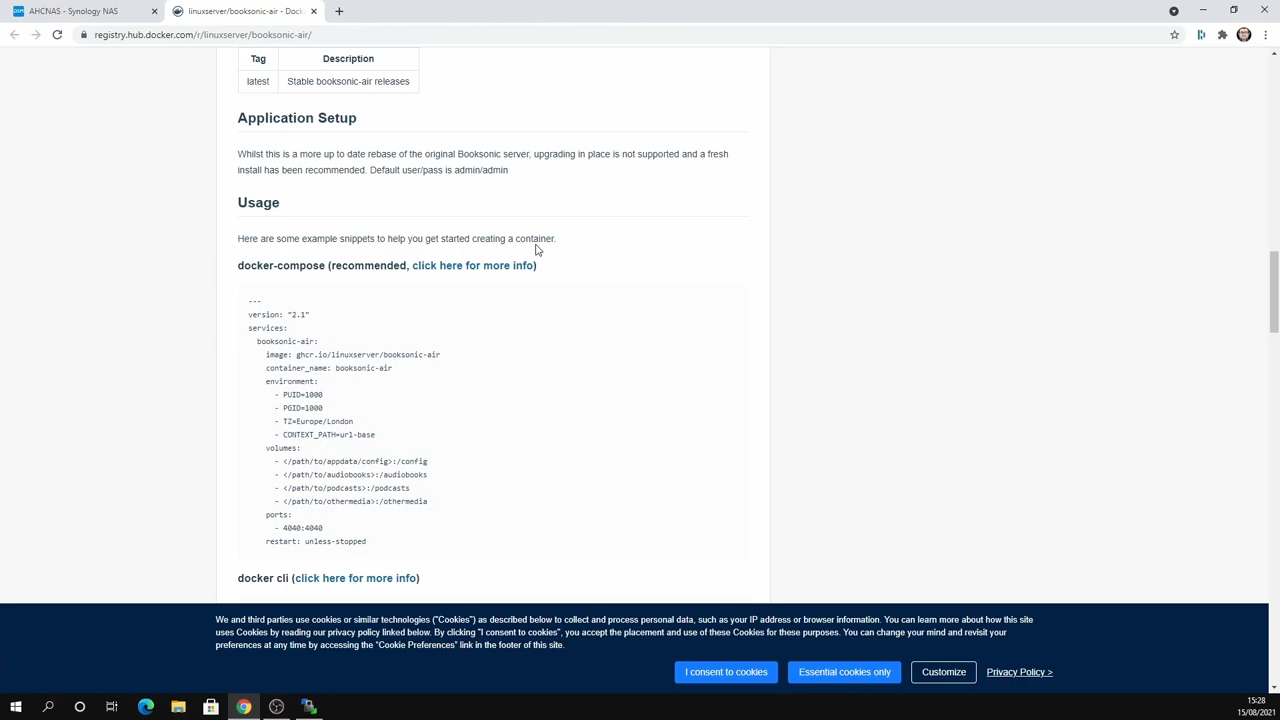 AHCNAS - Synology NAS
linuxserver/booksonic-air - Dock
registry.hub.docker.com/r/linuxserver/booksonic-air/
Tag Description
latest Stable booksonic-air releases
Application Setup
Whilst this is a more up to date rebase of the original Booksonic server, upgrading in place is not supported and a fresh
install has been recommended. Default user/pass is admin/admin
Usage
Here are some example snippets to help you get started creating a container.
docker-compose (recommended, click here for more info)
---
version: "2.1"
services:
  booksonic-air:
    image: ghcr.io/linuxserver/booksonic-air
    container_name: booksonic-air
    environment:
      - PUID=1000
      - PGID=1000
      - TZ=Europe/London
      - CONTEXT_PATH=url-base
    volumes:
      - </path/to/appdata/config>:/config
      - </path/to/audiobooks>:/audiobooks
      - </path/to/podcasts>:/podcasts
      - </path/to/othermedia>:/othermedia
    ports:
      - 4040:4040
    restart: unless-stopped
docker cli (click here for more info)
We and third parties use cookies or similar technologies ("Cookies") as described below to collect and process personal data, such as your IP address or browser information. You can learn more about how this site
uses Cookies by reading our privacy policy linked below. By clicking "I consent to cookies", you accept the placement and use of these Cookies for these purposes. You can change your mind and revisit your
preferences at any time by accessing the "Cookie Preferences" link in the footer of this site.
I consent to cookies Essential cookies only Customize Privacy Policy >
15:28
15/08/2021